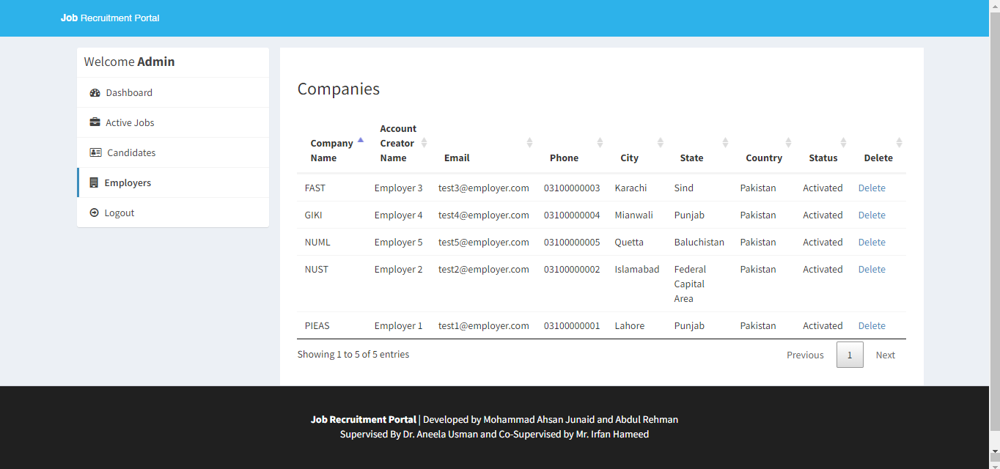 Job Recruitment Portal
Welcome Admin
Dashboard
Active Jobs
Candidates
Employers
Logout
Companies
Company Name Account Creator Name Email Phone City State Country Status Delete
FAST Employer 3 test3@employer.com 03100000003 Karachi Sind Pakistan Activated Delete
GIKI Employer 4 test4@employer.com 03100000004 Mianwali Punjab Pakistan Activated Delete
NUML Employer 5 test5@employer.com 03100000005 Quetta Baluchistan Pakistan Activated Delete
NUST Employer 2 test2@employer.com 03100000002 Islamabad Federal Capital Area Pakistan Activated Delete
PIEAS Employer 1 test1@employer.com 03100000001 Lahore Punjab Pakistan Activated Delete
Showing 1 to 5 of 5 entries
Previous 1 Next
Job Recruitment Portal | Developed by Mohammad Ahsan Junaid and Abdul Rehman
Supervised By Dr. Aneela Usman and Co-Supervised by Mr. Irfan Hameed